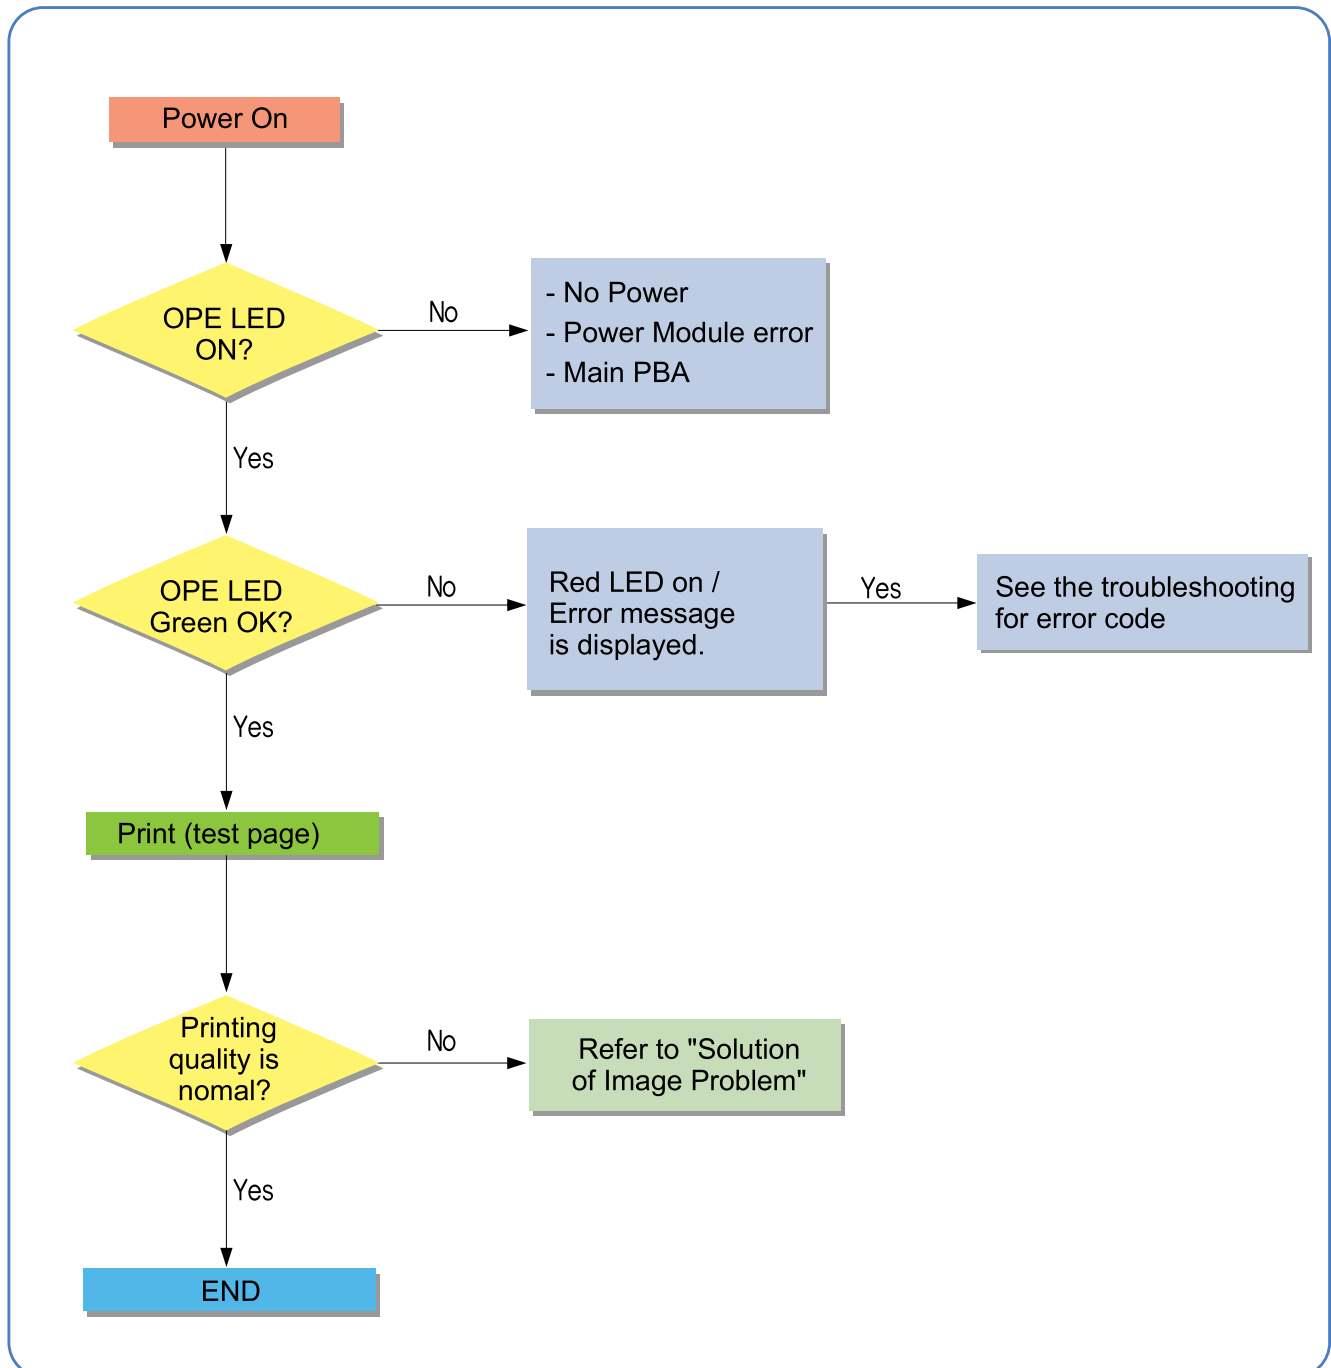 Power On
OPE LED
ON?
No
- No Power
- Power Module error
- Main PBA
Yes
OPE LED
Green OK?
No
Red LED on /
Error message
is displayed.
Yes
See the troubleshooting
for error code
Yes
Print (test page)
Printing
quality is
nomal?
No
Refer to "Solution
of Image Problem"
Yes
END